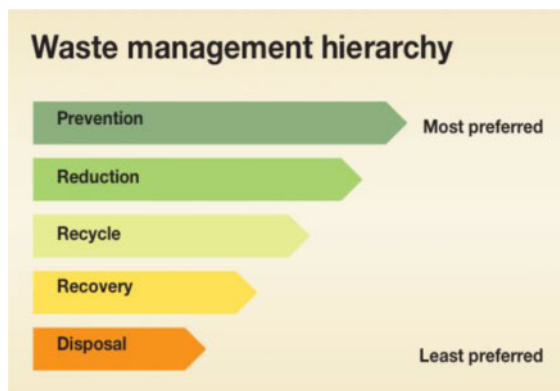 Waste management hierarchy
Prevention
Most preferred
Reduction
Recycle
Recovery
Disposal
Least preferred